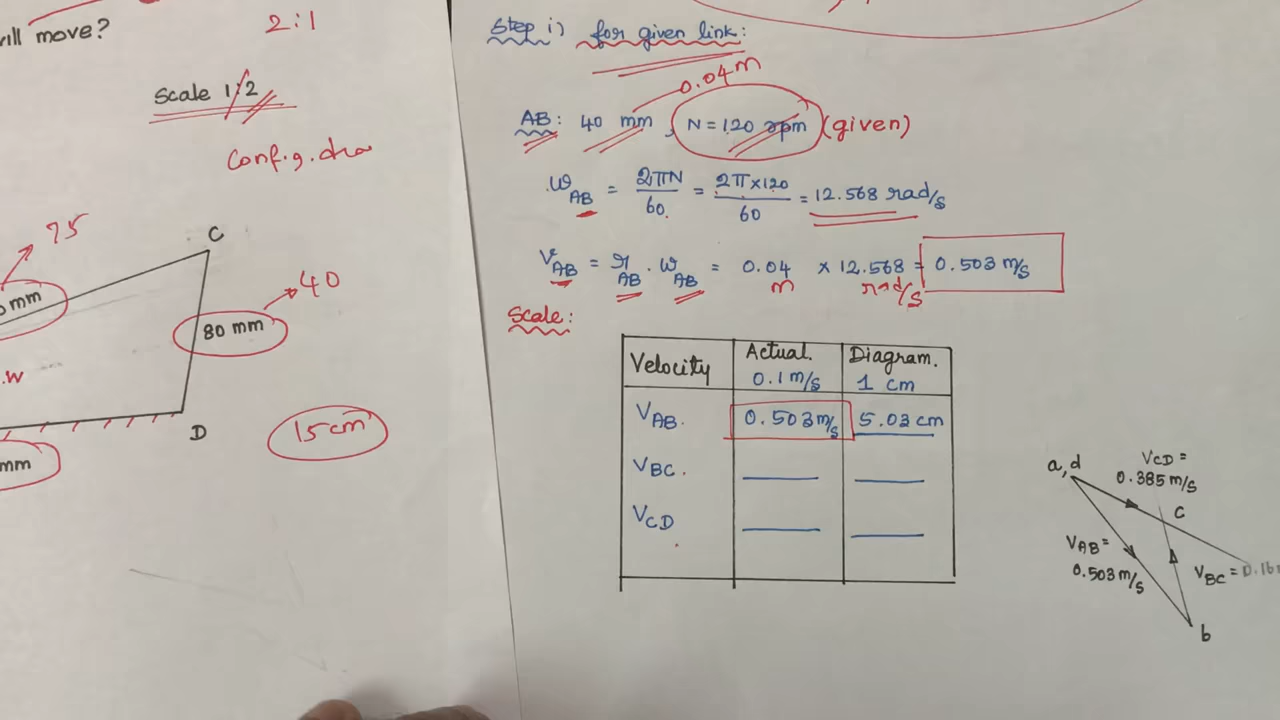 will move?
2:1
Scale 1/2
Config.
75
C
mm
40
80 mm
.w
D
15cm
mm
Step i) for given link:
0.04m
AB: 40 mm, N=120 rpm (given)
ωAB = 2πN/60 = 2π×120/60 = 12.568 rad/s
VAB = rAB . ωAB = 0.04 m × 12.568 rad/s = 0.503 m/s
Scale:
Velocity Actual. 0.1 m/s Diagram. 1 cm
VAB. 0.503 m/s 5.03 cm
VBC.
VCD
a,d
VCD = 0.385 m/s
c
VAB = 0.503 m/s
VBC =
b